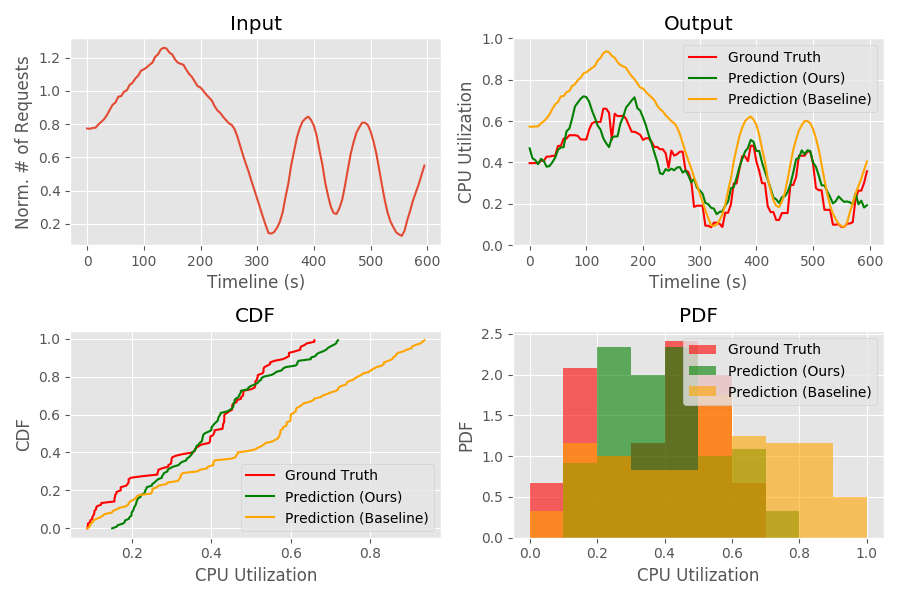 Input
Norm. # of Requests
1.2
1.0
0.8
0.6
0.4
0.2
0 100 200 300 400 500 600
Timeline (s)
Output
CPU Utilization
1.0
0.8
0.6
0.4
0.2
0.0
Ground Truth
Prediction (Ours)
Prediction (Baseline)
0 100 200 300 400 500 600
Timeline (s)
CDF
CDF
1.0
0.8
0.6
0.4
0.2
0.0
Ground Truth
Prediction (Ours)
Prediction (Baseline)
0.2 0.4 0.6 0.8
CPU Utilization
PDF
PDF
2.5
2.0
1.5
1.0
0.5
0.0
Ground Truth
Prediction (Ours)
Prediction (Baseline)
0.0 0.2 0.4 0.6 0.8 1.0
CPU Utilization